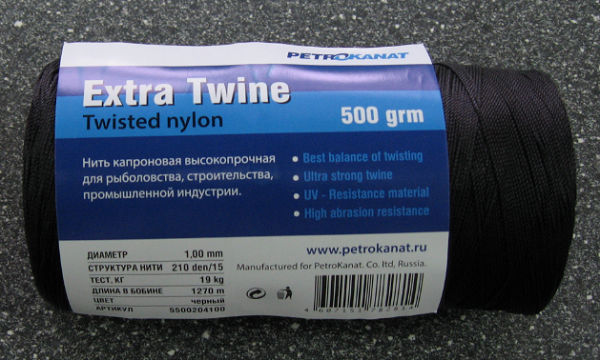 PETROKANAT
Extra Twine
Twisted nylon
500 grm
Нить капроновая высокопрочная
для рыболовства, строительства,
промышленной индустрии.
• Best balance of twisting
• Ultra strong twine
• UV - Resistance material
• High abrasion resistance
www.petrokanat.ru
Manufactured for PetroKanat. Co. ltd, Russia.
ДИАМЕТР 1,00 mm
СТРУКТУРА НИТИ 210 den/15
ТЕСТ, КГ 19 kg
ДЛИНА В БОБИНЕ 1270 m
ЦВЕТ черный
АРТИКУЛ 5500204100